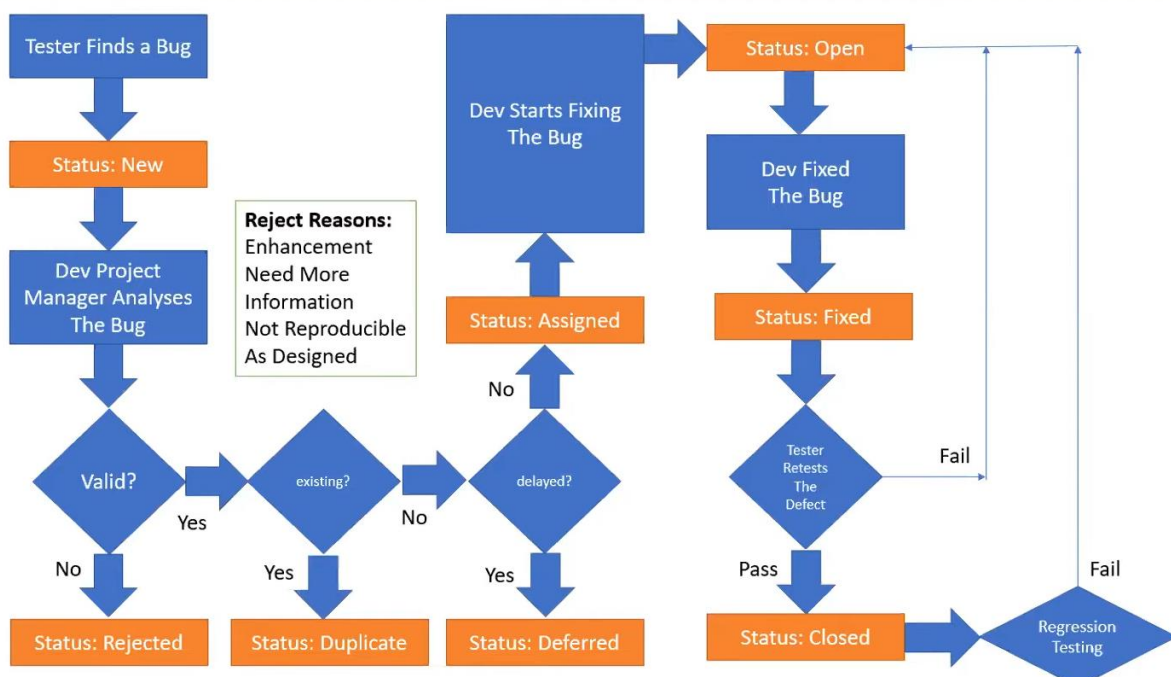 Tester Finds a Bug
Status: New
Dev Project
Manager Analyses
The Bug
Valid?
Yes
No
Status: Rejected
Reject Reasons:
Enhancement
Need More
Information
Not Reproducible
As Designed
existing?
No
Yes
Status: Duplicate
delayed?
Yes
Status: Deferred
No
Status: Assigned
Dev Starts Fixing
The Bug
Status: Open
Dev Fixed
The Bug
Status: Fixed
Tester
Retests
The
Defect
Fail
Pass
Status: Closed
Regression
Testing
Fail